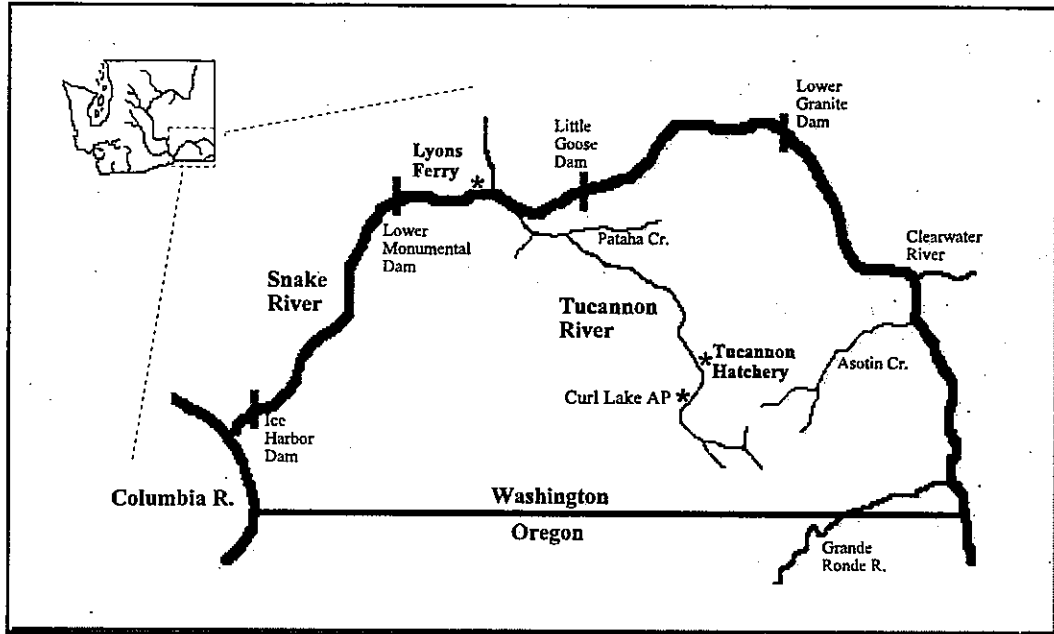 Lower
Granite
Dam
Little
Goose
Dam
Lyons
Ferry
*
Lower
Monumental
Dam
Pataha Cr.
Clearwater
River
Snake
River
Tucannon
River
*Tucannon
Hatchery
Asotin Cr.
Curl Lake AP *
Ice
Harbor
Dam
Columbia R.
Washington
Oregon
Grande
Ronde R.